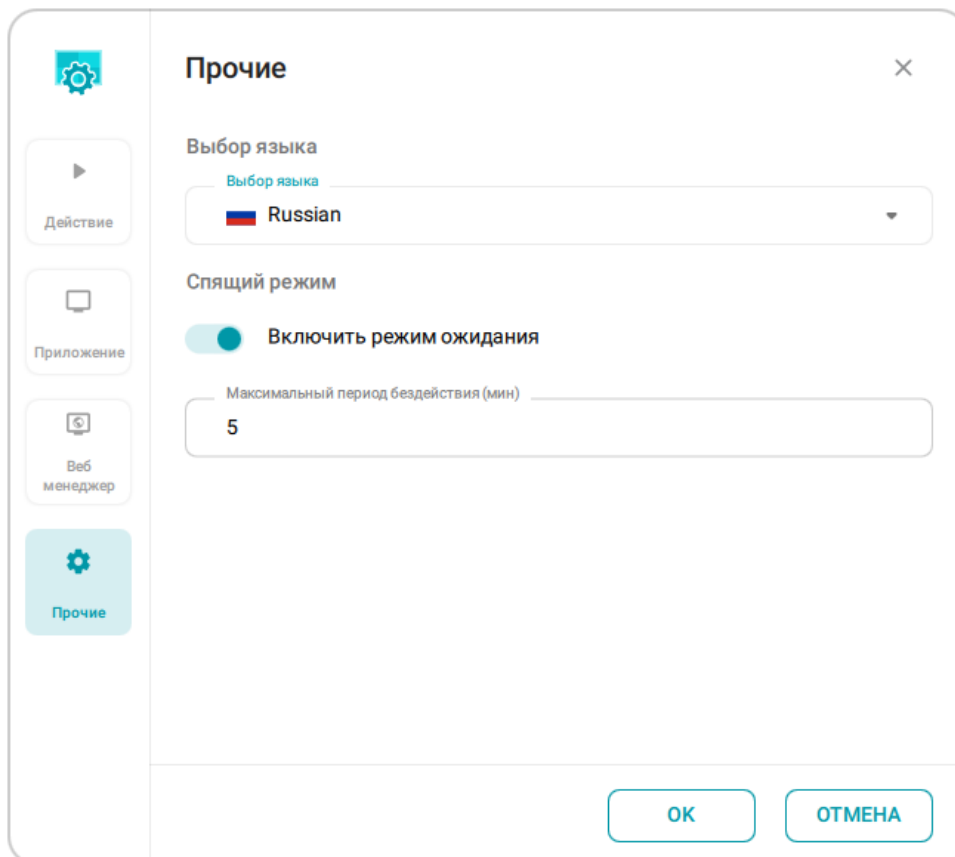 Прочие
Действие
Приложение
Веб
менеджер
Прочие
Выбор языка
Выбор языка
Russian
Спящий режим
Включить режим ожидания
Максимальный период бездействия (мин)
5
OK
ОТМЕНА